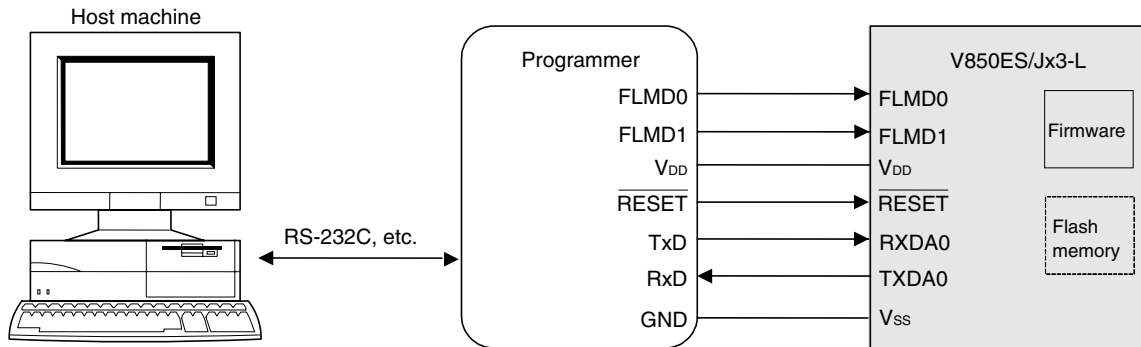 Host machine
RS-232C, etc.
Programmer
FLMD0
FLMD1
VDD
RESET
TxD
RxD
GND
V850ES/Jx3-L
FLMD0
FLMD1
VDD
RESET
RXDA0
TXDA0
VSS
Firmware
Flash
memory